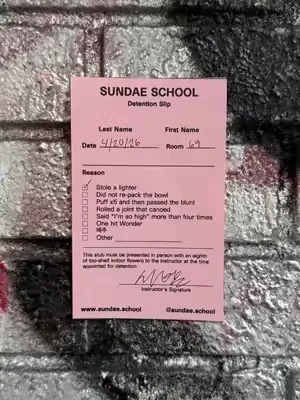 SUNDAE SCHOOL
Detention Slip
Last Name First Name
Date 4/20/26 Room 69
Reason
Stole a lighter
Did not re-pack the bowl
Puff x5 and then passed the blunt
Rolled a joint that canoed
Said "I'm so high" more than four times
One hit Wonder
배추
Other
This stub must be presented in person with an eighth
of top-shelf indoor flowers to the instructor at the time
appointed for detention
Instructor's Signature
www.sundae.school @sundae.school